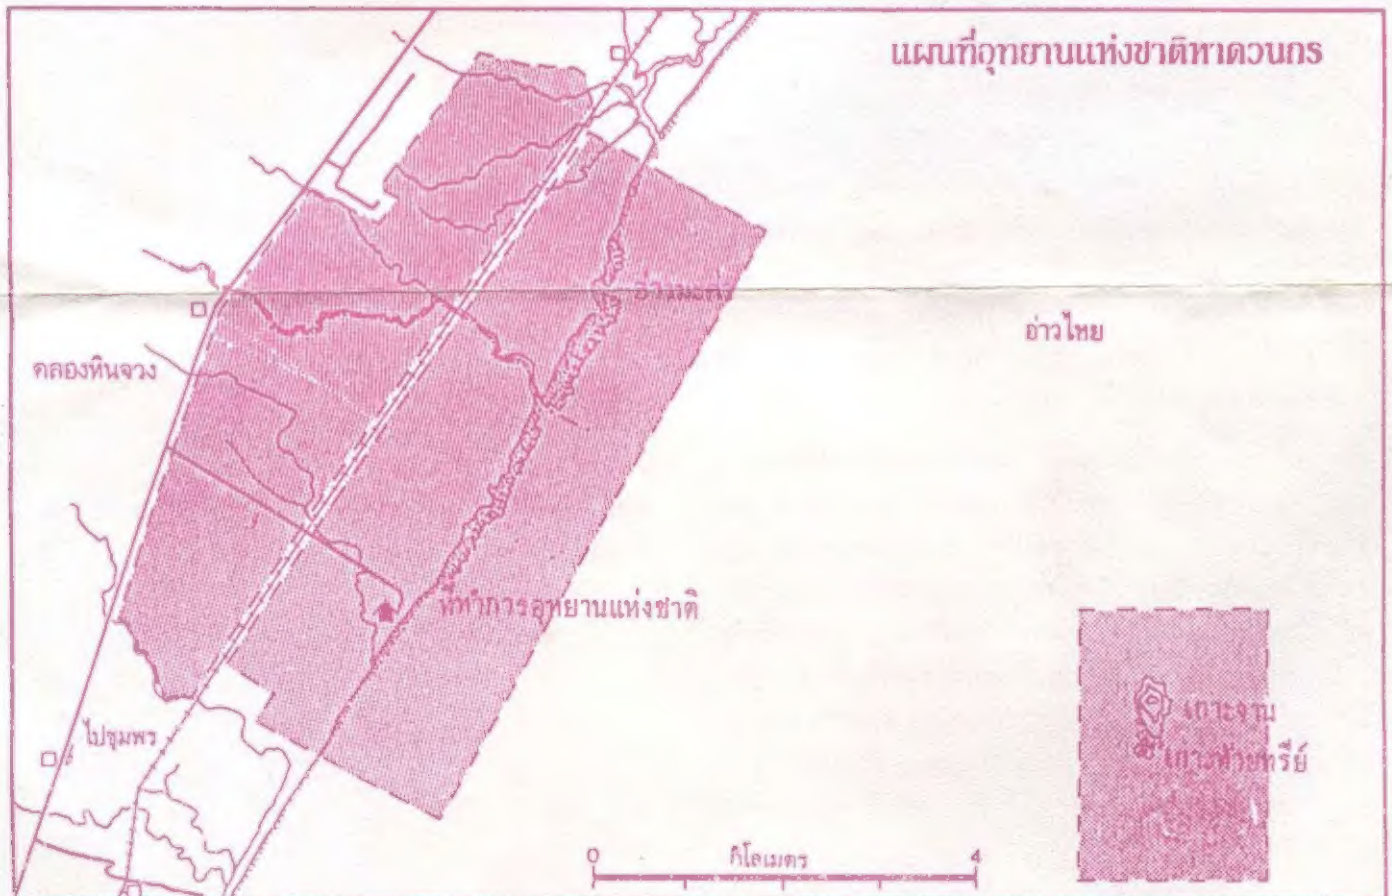 แผนที่อุทยานแห่งชาติหาดวนกร
อ่าวไทย
คลองหินจวง
ที่ทำการอุทยานแห่งชาติ
ไปชุมพร
เกาะจาน
เกาะท้ายทรีย์
0 กิโลเมตร 4